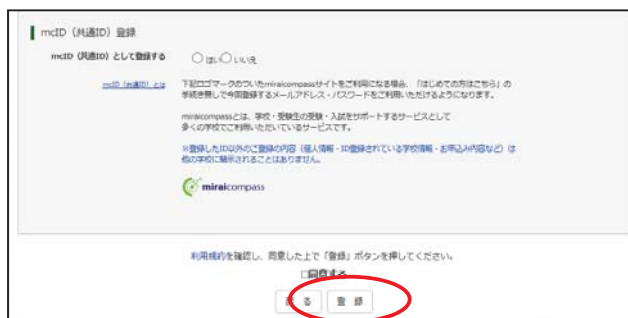 mcID（共通ID）登録
mcID（共通ID）として登録する
○はい○いいえ
mcID（共通ID）とは
下記ロゴマークのついたmiraicompassサイトをご利用になる場合、「はじめての方はこちら」の
手続き無しで今回登録するメールアドレス・パスワードをご利用いただけるようになります。
miraicompassとは、学校・受験生の受験・入試をサポートするサービスとして
多くの学校でご利用いただいているサービスです。
※登録したID以外のご登録の内容（個人情報・ID登録されている学校情報・お申込み内容など）は
他の学校に開示されることはありません。
miraicompass
利用規約を確認し、同意した上で「登録」ボタンを押してください。
□同意する
戻る 登録